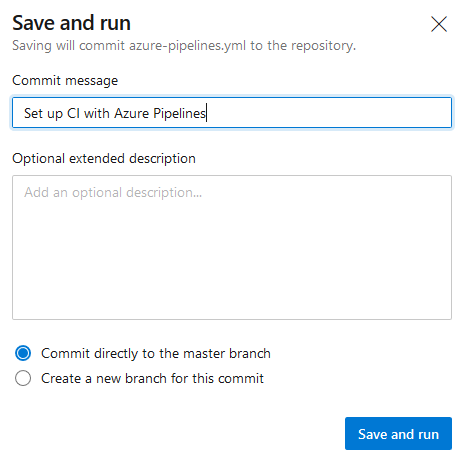 Save and run
Saving will commit azure-pipelines.yml to the repository.
Commit message
Set up CI with Azure Pipelines
Optional extended description
Add an optional description...
Commit directly to the master branch
Create a new branch for this commit
Save and run